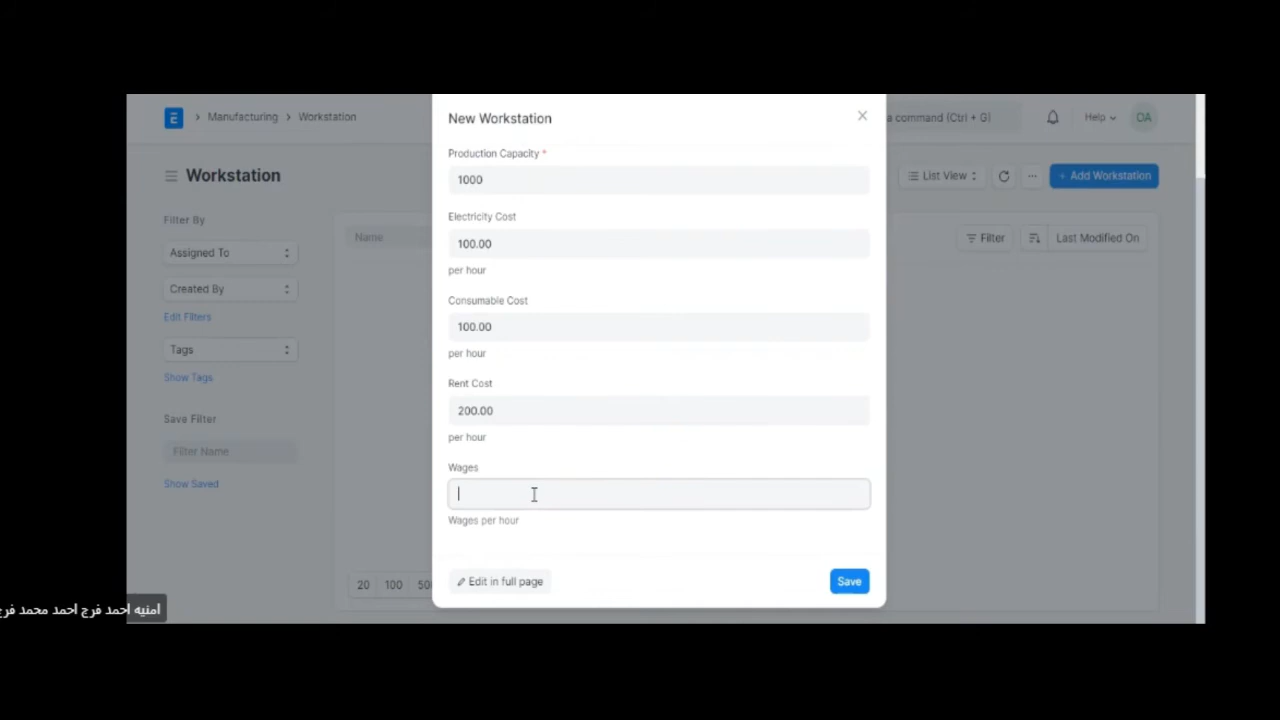 Manufacturing > Workstation
a command (Ctrl + G)
Help
OA
Workstation
List View
...
+ Add Workstation
Filter By
Assigned To
Created By
Edit Filters
Tags
Show Tags
Save Filter
Filter Name
Show Saved
Name
Filter
Last Modified On
20 100
New Workstation
Production Capacity *
1000
Electricity Cost
100.00
per hour
Consumable Cost
100.00
per hour
Rent Cost
200.00
per hour
Wages
Wages per hour
Edit in full page
Save
امنيه احمد فرج احمد محمد فرج